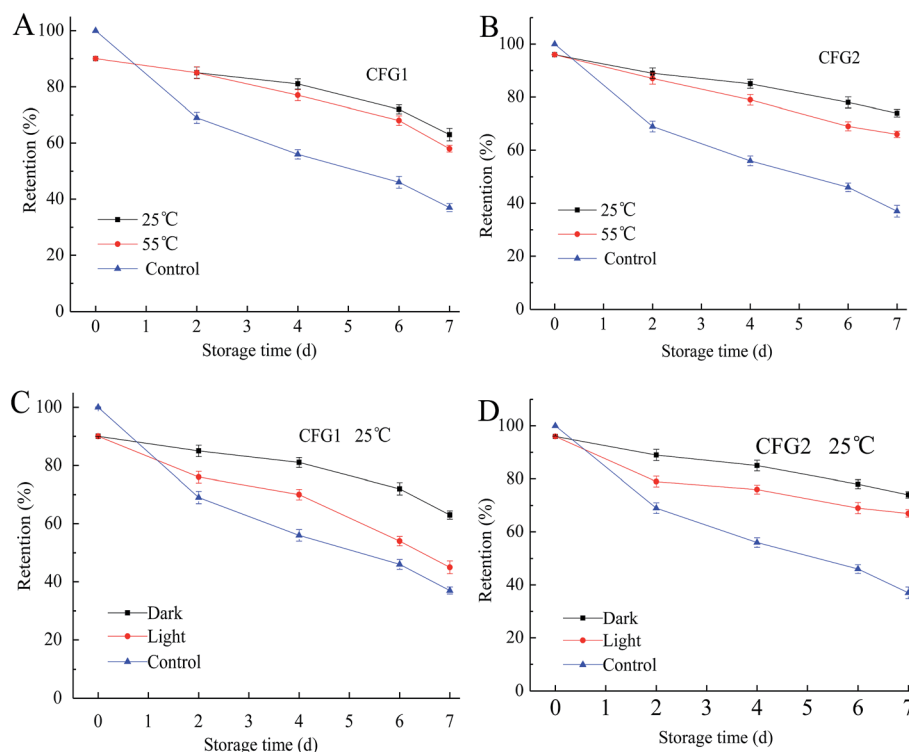 A
CFG1
100
80
60
40
20
0
Retention (%)
25℃
55℃
Control
0 1 2 3 4 5 6 7
Storage time (d)
B
CFG2
100
80
60
40
20
0
Retention (%)
25℃
55℃
Control
0 1 2 3 4 5 6 7
Storage time (d)
C
CFG1 25℃
100
80
60
40
20
0
Retention (%)
Dark
Light
Control
0 1 2 3 4 5 6 7
Storage time (d)
D
CFG2 25℃
100
80
60
40
20
0
Retention (%)
Dark
Light
Control
0 1 2 3 4 5 6 7
Storage time (d)